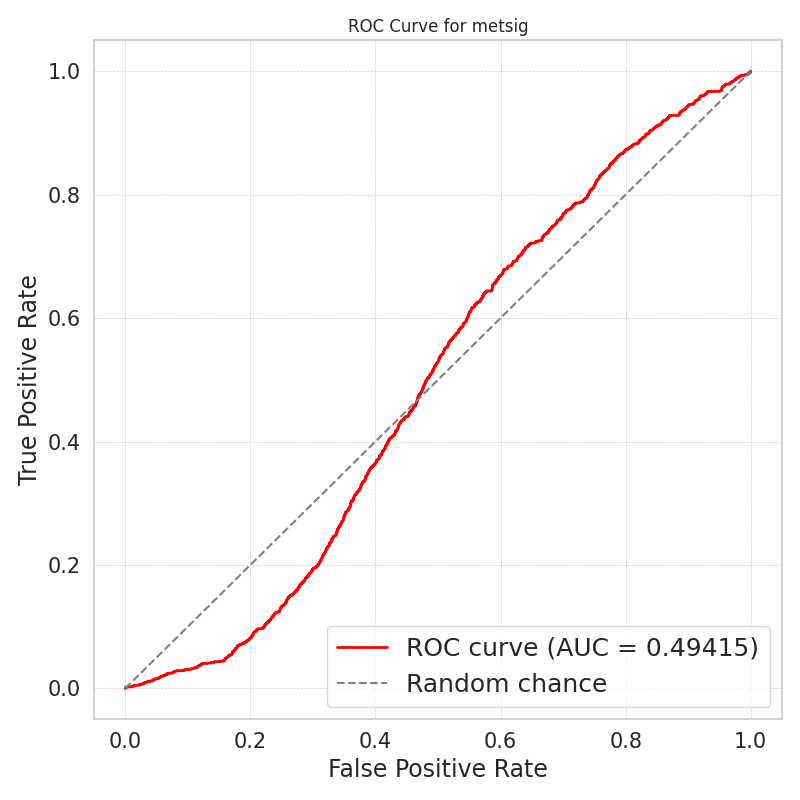 ROC Curve for metsig
1.0
0.8
0.6
0.4
0.2
0.0
True Positive Rate
ROC curve (AUC = 0.49415)
Random chance
0.0 0.2 0.4 0.6 0.8 1.0
False Positive Rate